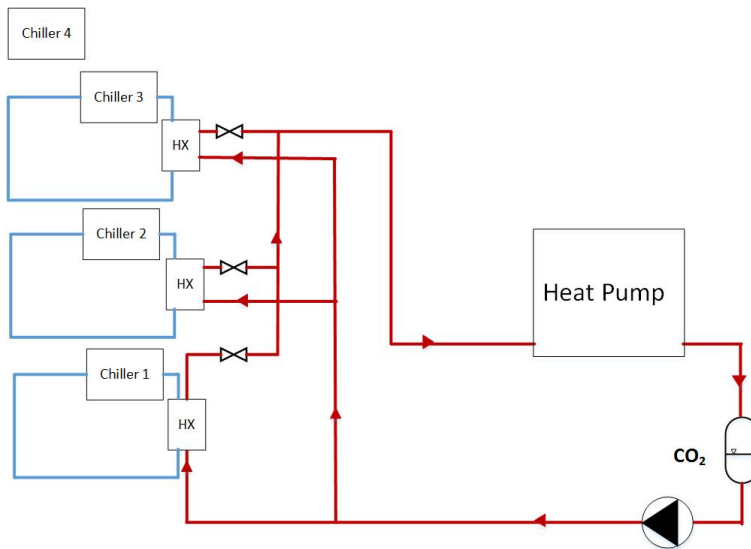 Chiller 4
Chiller 3
HX
Chiller 2
HX
Heat Pump
Chiller 1
HX
CO₂